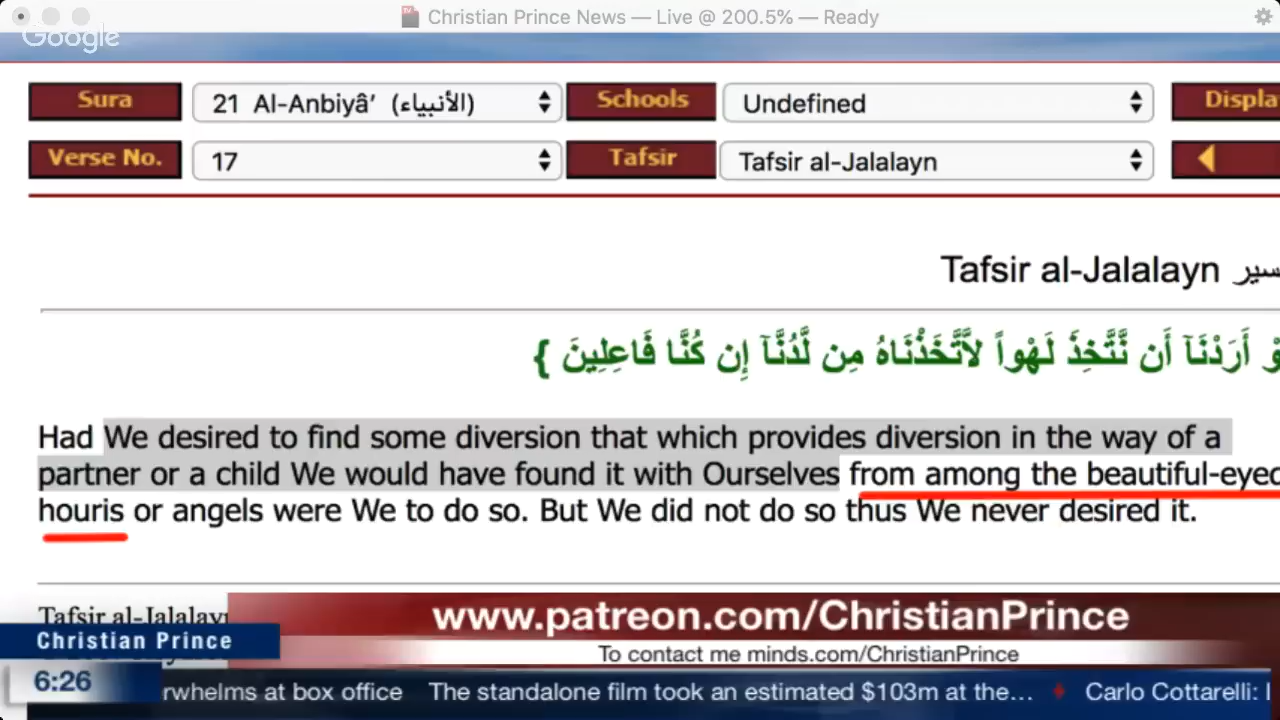 Christian Prince News — Live @ 200.5% — Ready
Google
Sura 21 Al-Anbiyâ’ (الأنبياء) Schools Undefined
Verse No. 17 Tafsir Tafsir al-Jalalayn
Tafsir al-Jalalayn
أَرَدْنَآ أَن نَّتَّخِذَ لَهْواً لاَّتَّخَذْنَاهُ مِن لَّدُنَّآ إِن كُنَّا فَاعِلِينَ }
Had We desired to find some diversion that which provides diversion in the way of a
partner or a child We would have found it with Ourselves from among the beautiful-eyed
houris or angels were We to do so. But We did not do so thus We never desired it.
www.patreon.com/ChristianPrince
Christian Prince
To contact me minds.com/ChristianPrince
6:26
at box office The standalone film took an estimated $103m at the... Carlo Cottarelli: